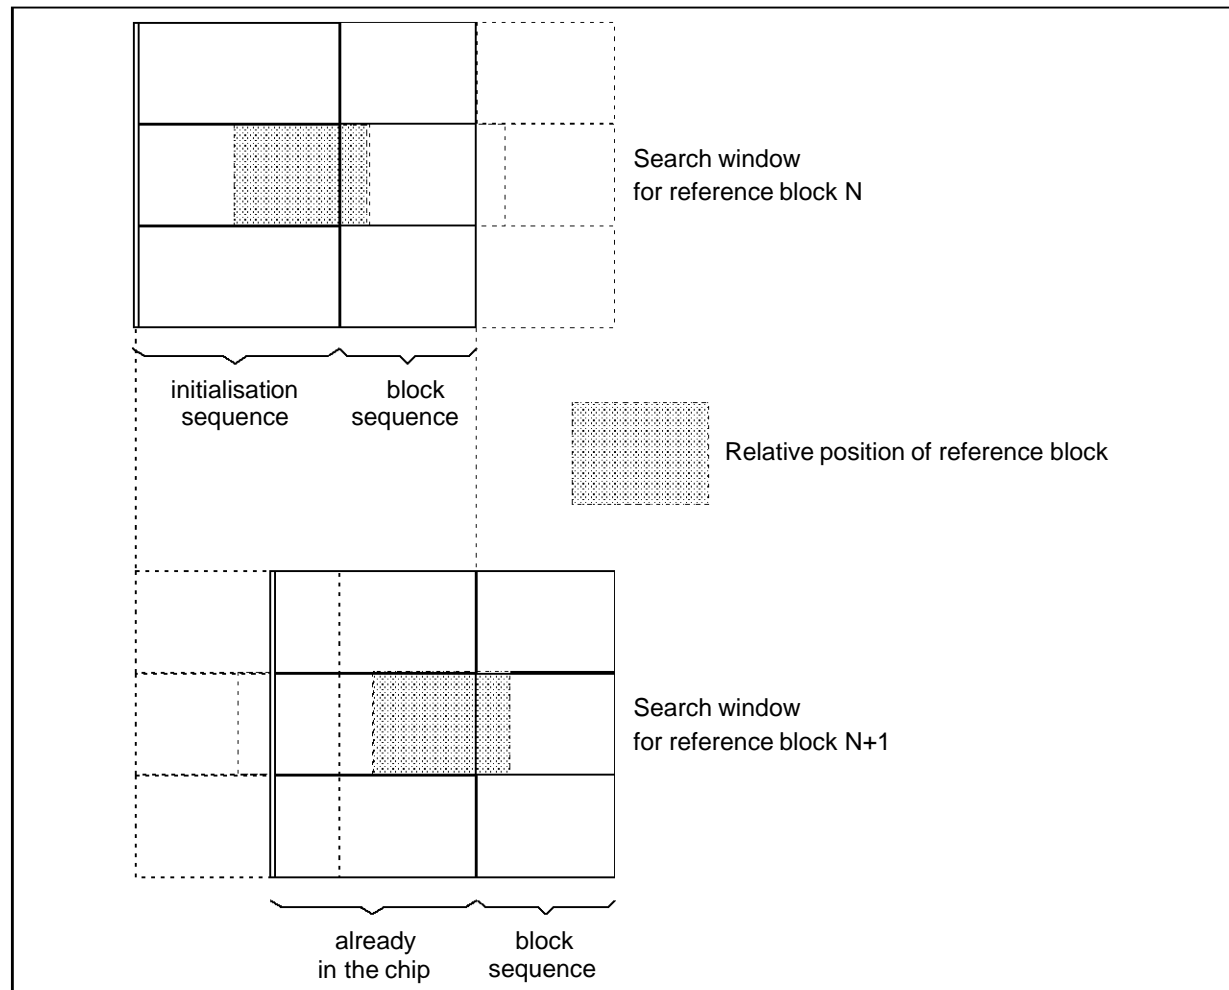 Search window
for reference block N
initialisation
sequence
block
sequence
Relative position of reference block
Search window
for reference block N+1
already
in the chip
block
sequence